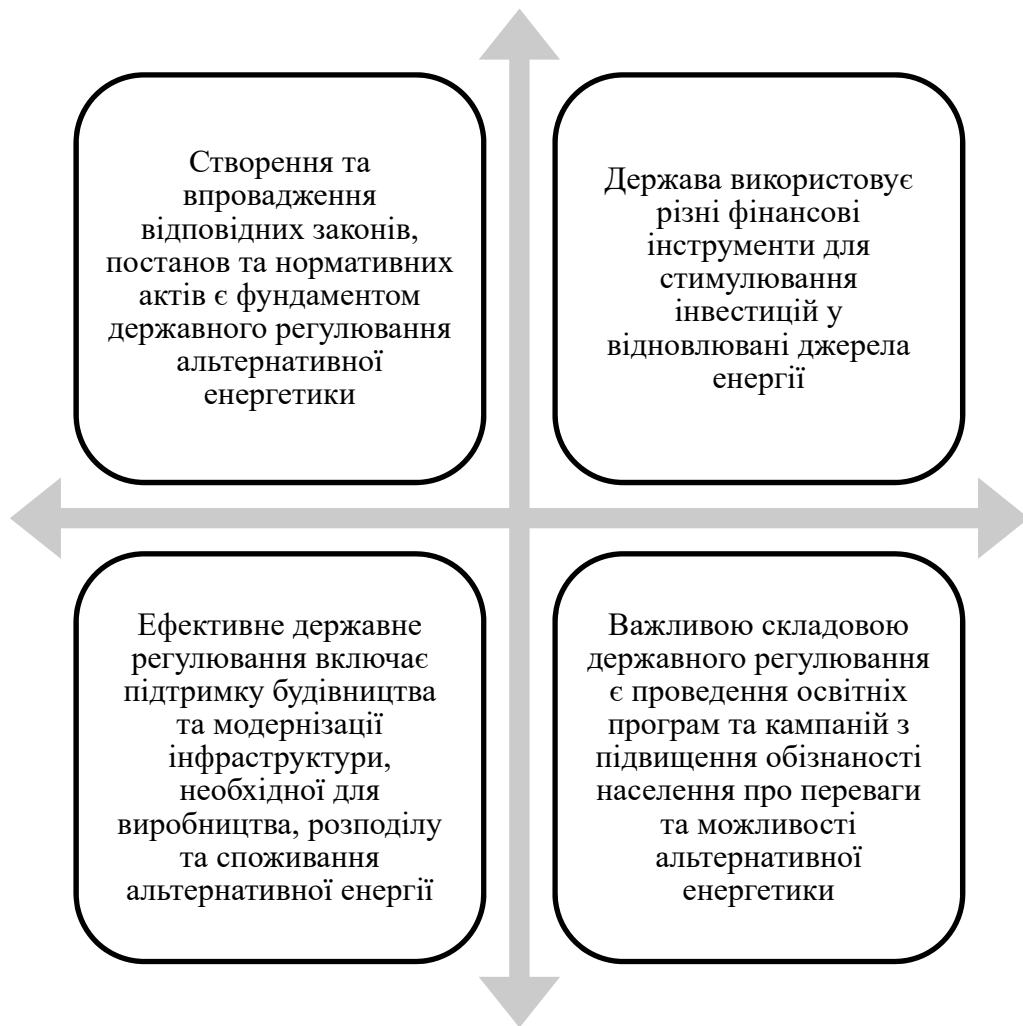 Створення та
впровадження
відповідних законів,
постанов та нормативних
актів є фундаментом
державного регулювання
альтернативної
енергетики
Держава використовує
різні фінансові
інструменти для
стимулювання
інвестицій у
відновлювані джерела
енергії
Ефективне державне
регулювання включає
підтримку будівництва
та модернізації
інфраструктури,
необхідної для
виробництва, розподілу
та споживання
альтернативної енергії
Важливою складовою
державного регулювання
є проведення освітніх
програм та кампаній з
підвищення обізнаності
населення про переваги
та можливості
альтернативної
енергетики